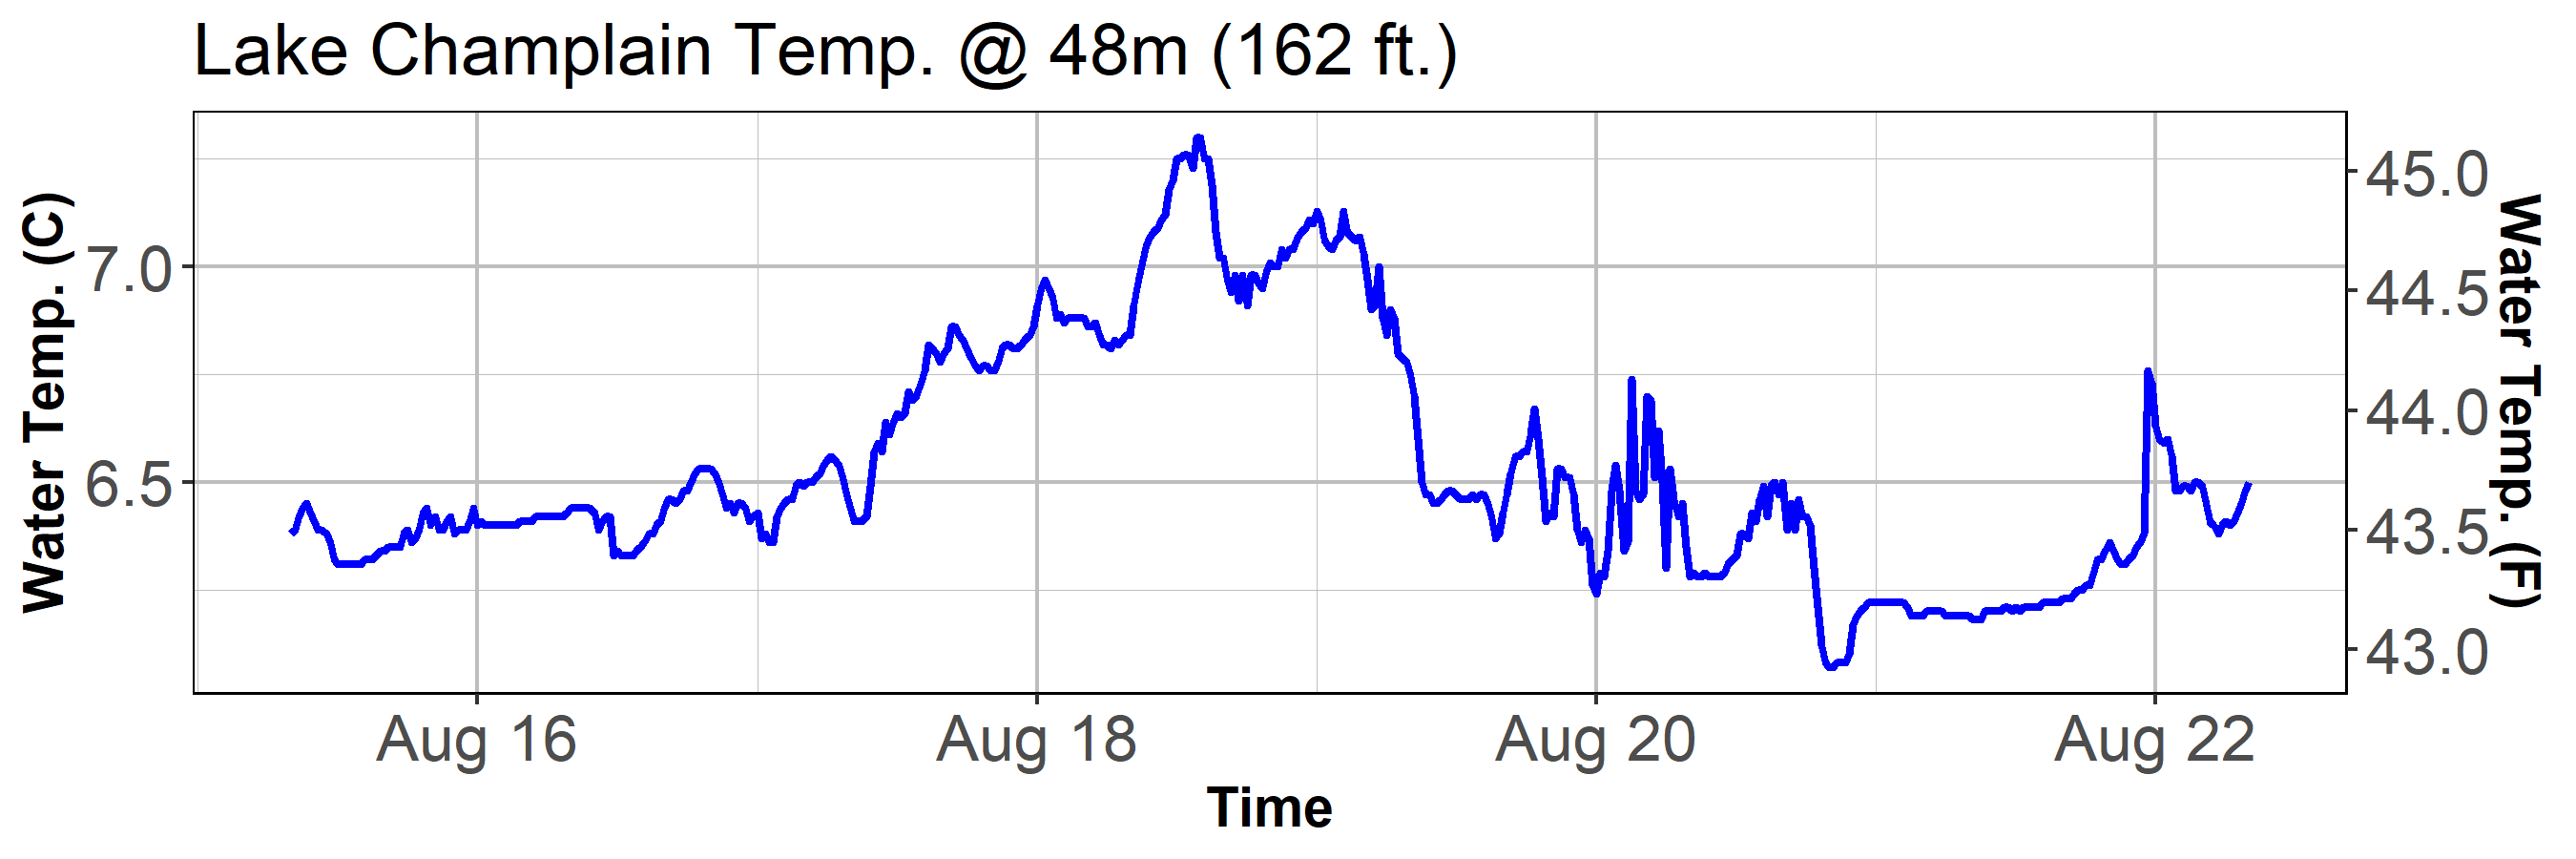 Lake Champlain Temp. @ 48m (162 ft.)
Water Temp. (C)
7.0
6.5
45.0
44.5
44.0
43.5
43.0
Water Temp. (F)
Aug 16 Aug 18 Aug 20 Aug 22
Time